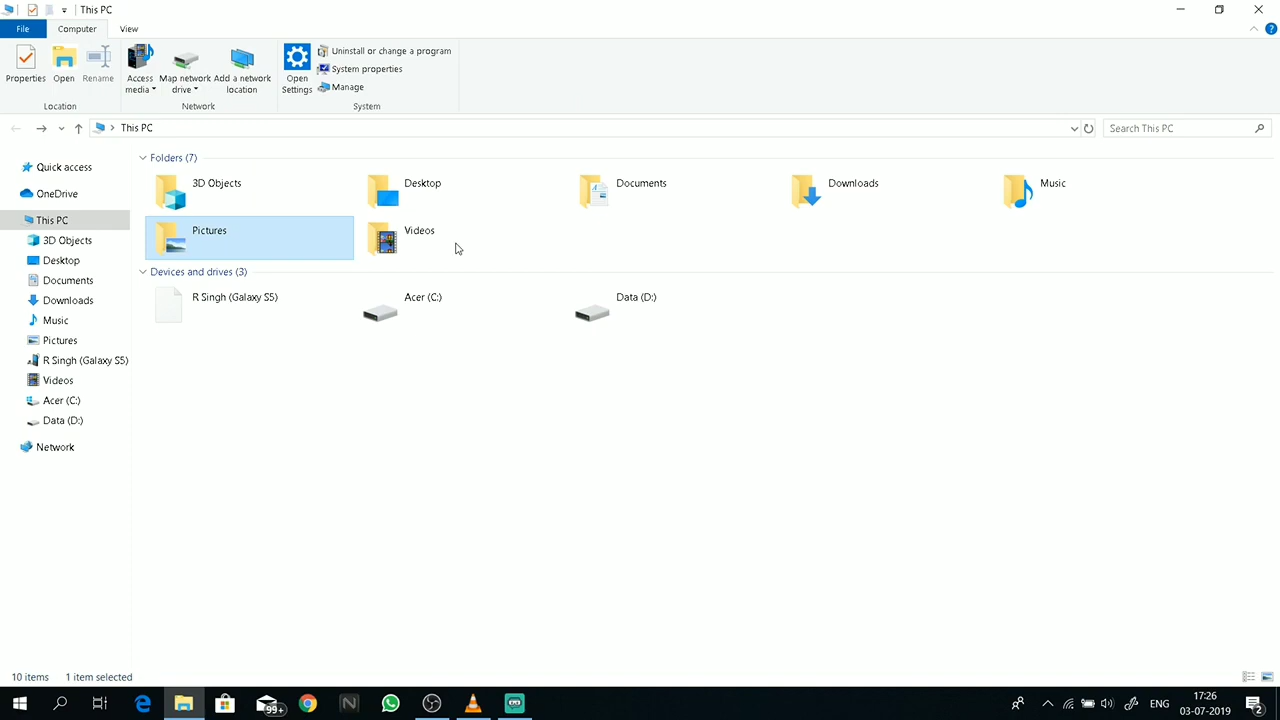 This PC
File
Computer
View
Properties
Open
Rename
Access media
Map network drive
Add a network location
Open Settings
Uninstall or change a program
System properties
Manage
Location
Network
System
This PC
Search This PC
Quick access
OneDrive
This PC
3D Objects
Desktop
Documents
Downloads
Music
Pictures
R Singh (Galaxy S5)
Videos
Acer (C:)
Data (D:)
Network
Folders (7)
3D Objects
Desktop
Documents
Downloads
Music
Pictures
Videos
Devices and drives (3)
R Singh (Galaxy S5)
Acer (C:)
Data (D:)
10 items
1 item selected
99+
N
ENG
17:26
03-07-2019
2